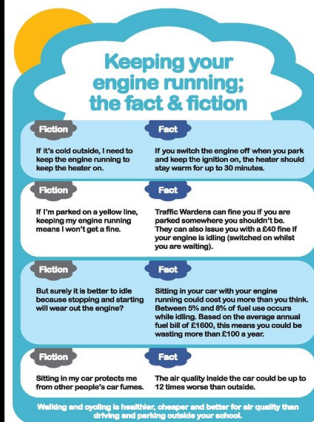 Keeping your
engine running;
the fact & fiction
Fiction
Fact
If it's cold outside, I need to
keep the engine running to
keep the heater on.
If you switch the engine off when you park
and keep the ignition on, the heater should
stay warm for up to 30 minutes.
Fiction
Fact
If I'm parked on a yellow line,
keeping my engine running
means I won't get a fine.
Traffic Wardens can fine you if you are
parked somewhere you shouldn't be.
They can also issue you with a £40 fine if
your engine is idling (switched on whilst
you are waiting).
Fiction
Fact
But surely it is better to idle
because stopping and starting
will wear out the engine?
Sitting in your car with your engine
running could cost you more than you think.
Between 5% and 8% of fuel use occurs
while idling. Based on the average annual
fuel bill of £1600, this means you could be
wasting more than £100 a year.
Fiction
Fact
Sitting in my car protects me
from other people's car fumes.
The air quality inside the car could be up to
12 times worse than outside.
Walking and cycling is healthier, cheaper and better for air quality than
driving and parking outside your school.